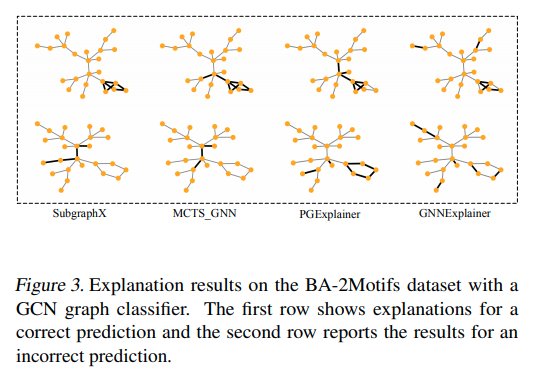 SubgraphX MCTS_GNN PGExplainer GNNExplainer
Figure 3. Explanation results on the BA-2Motifs dataset with a
GCN graph classifier. The first row shows explanations for a
correct prediction and the second row reports the results for an
incorrect prediction.